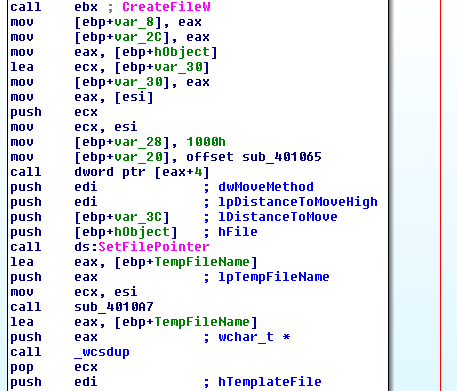 call ebx ; CreateFileW
mov [ebp+var_8], eax
mov [ebp+var_2C], eax
mov eax, [ebp+hObject]
lea ecx, [ebp+var_30]
mov [ebp+var_30], eax
mov eax, [esi]
push ecx
mov ecx, esi
mov [ebp+var_28], 1000h
mov [ebp+var_20], offset sub_401065
call dword ptr [eax+4]
push edi ; dwMoveMethod
push edi ; lpDistanceToMoveHigh
push [ebp+var_3C] ; lDistanceToMove
push [ebp+hObject] ; hFile
call ds:SetFilePointer
lea eax, [ebp+TempFileName]
push eax ; lpTempFileName
mov ecx, esi
call sub_4010A7
lea eax, [ebp+TempFileName]
push eax ; wchar_t *
call _wcsdup
pop ecx
push edi ; hTemplateFile